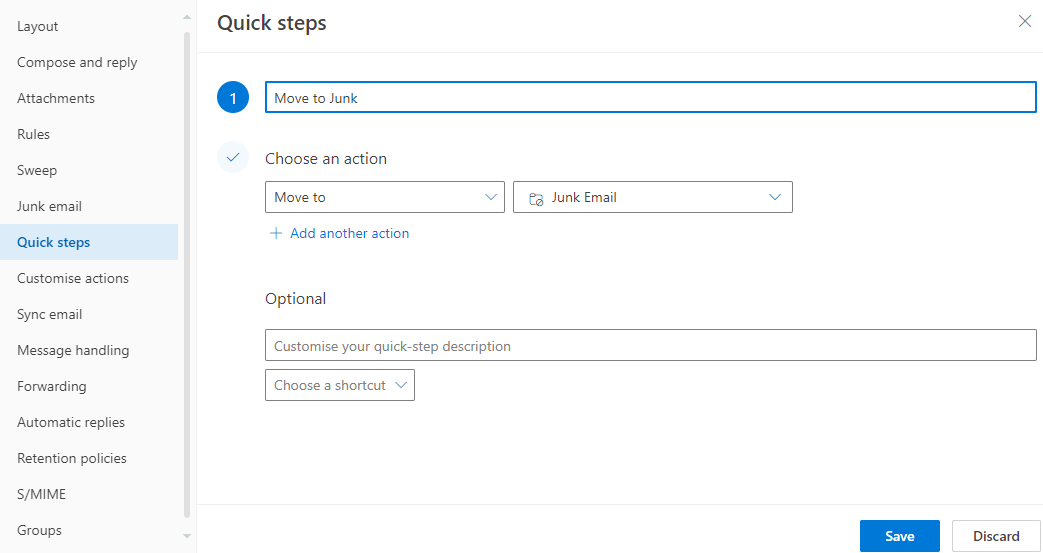 Layout
Compose and reply
Attachments
Rules
Sweep
Junk email
Quick steps
Customise actions
Sync email
Message handling
Forwarding
Automatic replies
Retention policies
S/MIME
Groups
Quick steps
1
Move to Junk
Choose an action
Move to
Junk Email
Add another action
Optional
Customise your quick-step description
Choose a shortcut
Save
Discard